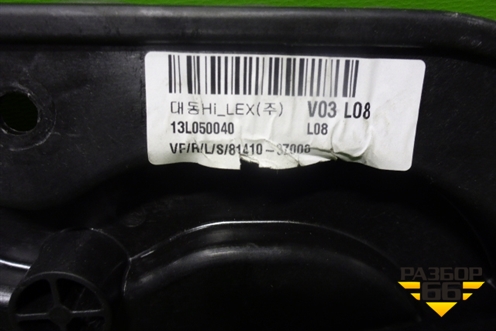 대동Hi_LEX(주) V03 L08
13L050040 L08
VF/R/L/S/81410-3Z000
РАЗБОР
66